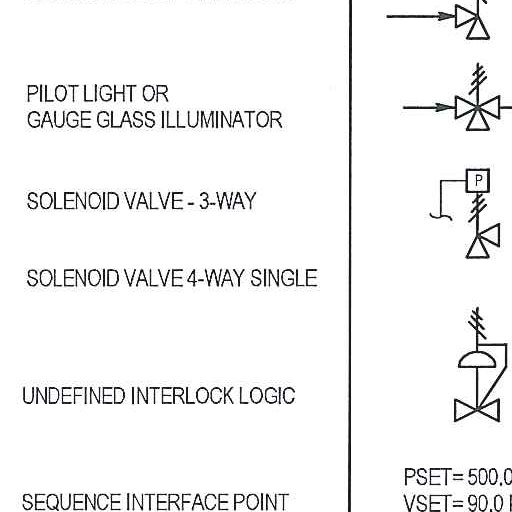 PILOT LIGHT OR
GAUGE GLASS ILLUMINATOR
SOLENOID VALVE - 3-WAY
P
SOLENOID VALVE 4-WAY SINGLE
UNDEFINED INTERLOCK LOGIC
PSET= 500.0
SEQUENCE INTERFACE POINT
VSET= 90.0